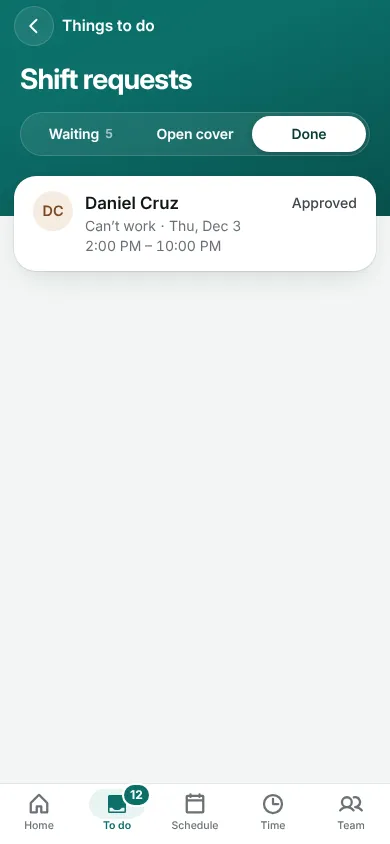 Things to do
Shift requests
Waiting 5
Open cover
Done
DC
Daniel Cruz
Approved
Can't work · Thu, Dec 3
2:00 PM – 10:00 PM
12
Home
To do
Schedule
Time
Team